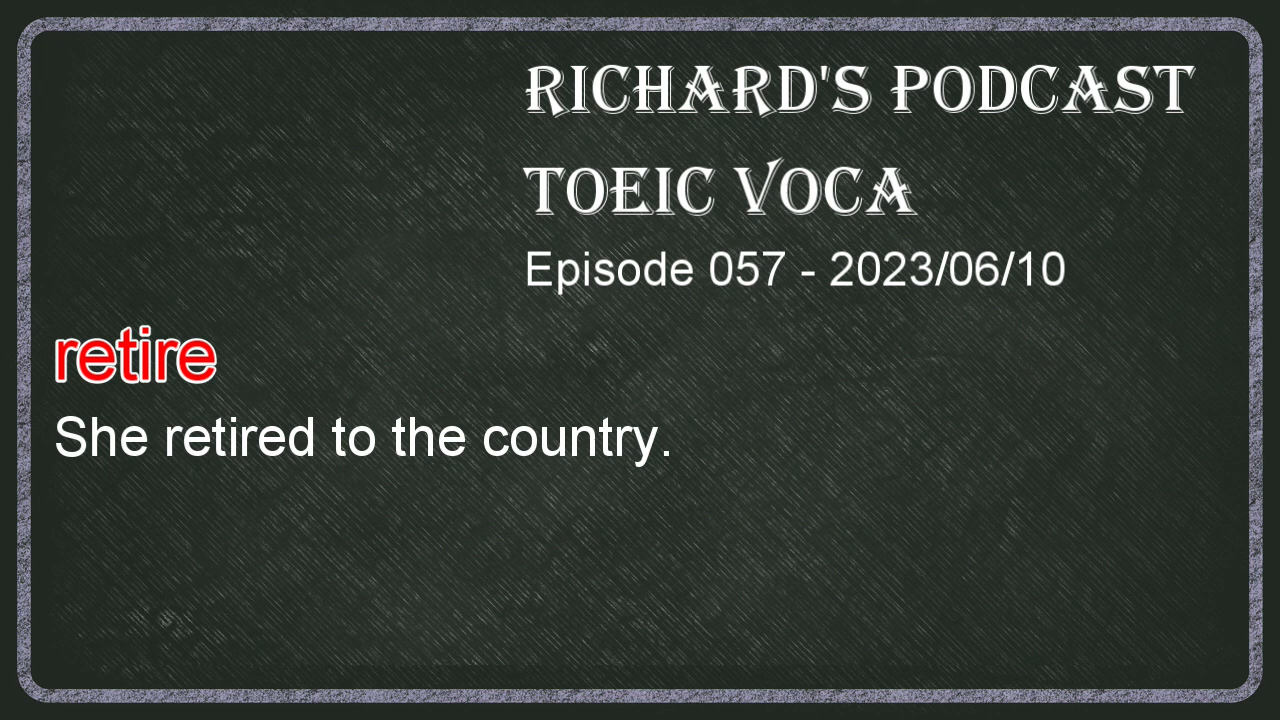 RICHARD'S PODCAST
TOEIC VOCA
Episode 057 - 2023/06/10
retire
She retired to the country.